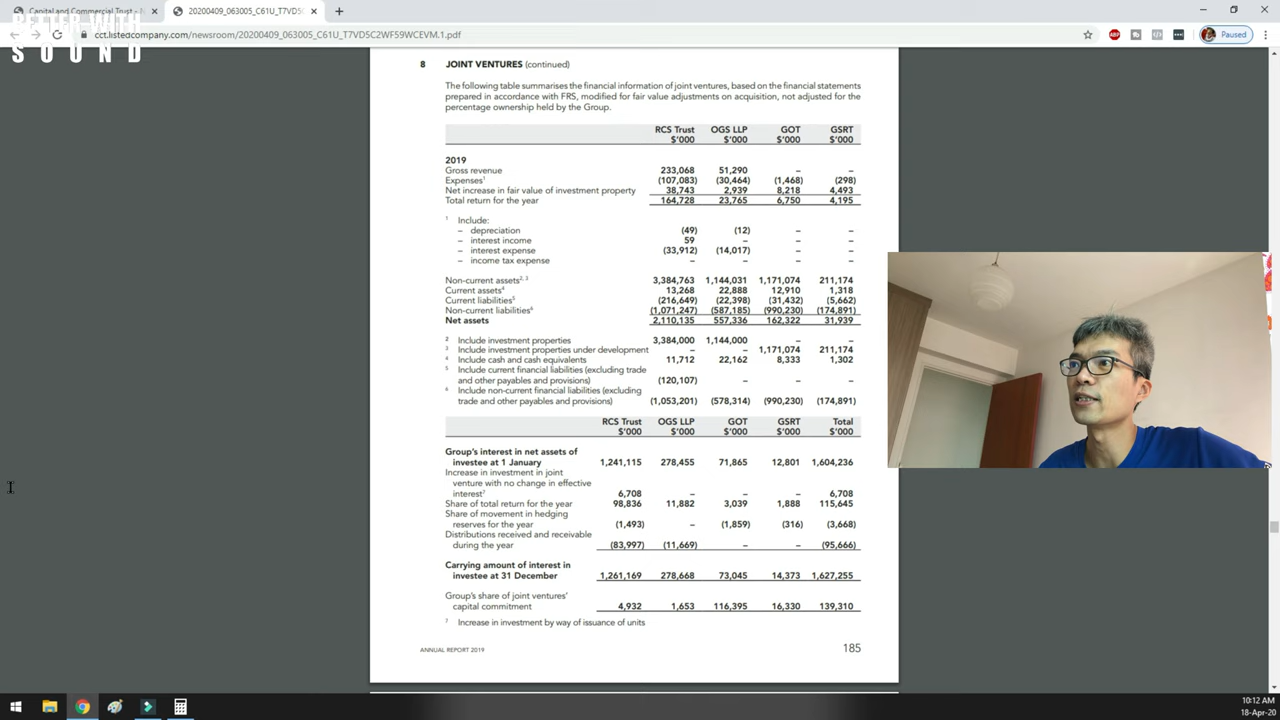 CapitaLand Commercial Trust - N
20200409_063005_C61U_T7VD5C
BETTER WITH
SOUND
cct.listedcompany.com/newsroom/20200409_063005_C61U_T7VD5C2WF59WCEVM.1.pdf
ABP
Paused
8 JOINT VENTURES (continued)
The following table summarises the financial information of joint ventures, based on the financial statements
prepared in accordance with FRS, modified for fair value adjustments on acquisition, not adjusted for the
percentage ownership held by the Group.
RCS Trust OGS LLP GOT GSRT
$'000 $'000 $'000 $'000
2019
Gross revenue 233,068 51,290 – –
Expenses1 (107,083) (30,464) (1,468) (298)
Net increase in fair value of investment property 38,743 2,939 8,218 4,493
Total return for the year 164,728 23,765 6,750 4,195
1 Include:
– depreciation (49) (12) – –
– interest income 59 – – –
– interest expense (33,912) (14,017) – –
– income tax expense – – – –
Non-current assets2, 3 3,384,763 1,144,031 1,171,074 211,174
Current assets4 13,268 22,888 12,910 1,318
Current liabilities5 (216,649) (22,398) (31,432) (5,662)
Non-current liabilities6 (1,071,247) (587,185) (990,230) (174,891)
Net assets 2,110,135 557,336 162,322 31,939
2 Include investment properties 3,384,000 1,144,000 – –
3 Include investment properties under development – – 1,171,074 211,174
4 Include cash and cash equivalents 11,712 22,162 8,333 1,302
5 Include current financial liabilities (excluding trade
and other payables and provisions) (120,107) – – –
6 Include non-current financial liabilities (excluding
trade and other payables and provisions) (1,053,201) (578,314) (990,230) (174,891)
RCS Trust OGS LLP GOT GSRT Total
$'000 $'000 $'000 $'000 $'000
Group's interest in net assets of
investee at 1 January 1,241,115 278,455 71,865 12,801 1,604,236
Increase in investment in joint
venture with no change in effective
interest7 6,708 – – – 6,708
Share of total return for the year 98,836 11,882 3,039 1,888 115,645
Share of movement in hedging
reserves for the year (1,493) – (1,859) (316) (3,668)
Distributions received and receivable
during the year (83,997) (11,669) – – (95,666)
Carrying amount of interest in
investee at 31 December 1,261,169 278,668 73,045 14,373 1,627,255
Group's share of joint ventures'
capital commitment 4,932 1,653 116,395 16,330 139,310
7 Increase in investment by way of issuance of units
ANNUAL REPORT 2019 185
10:12 AM
18-Apr-20